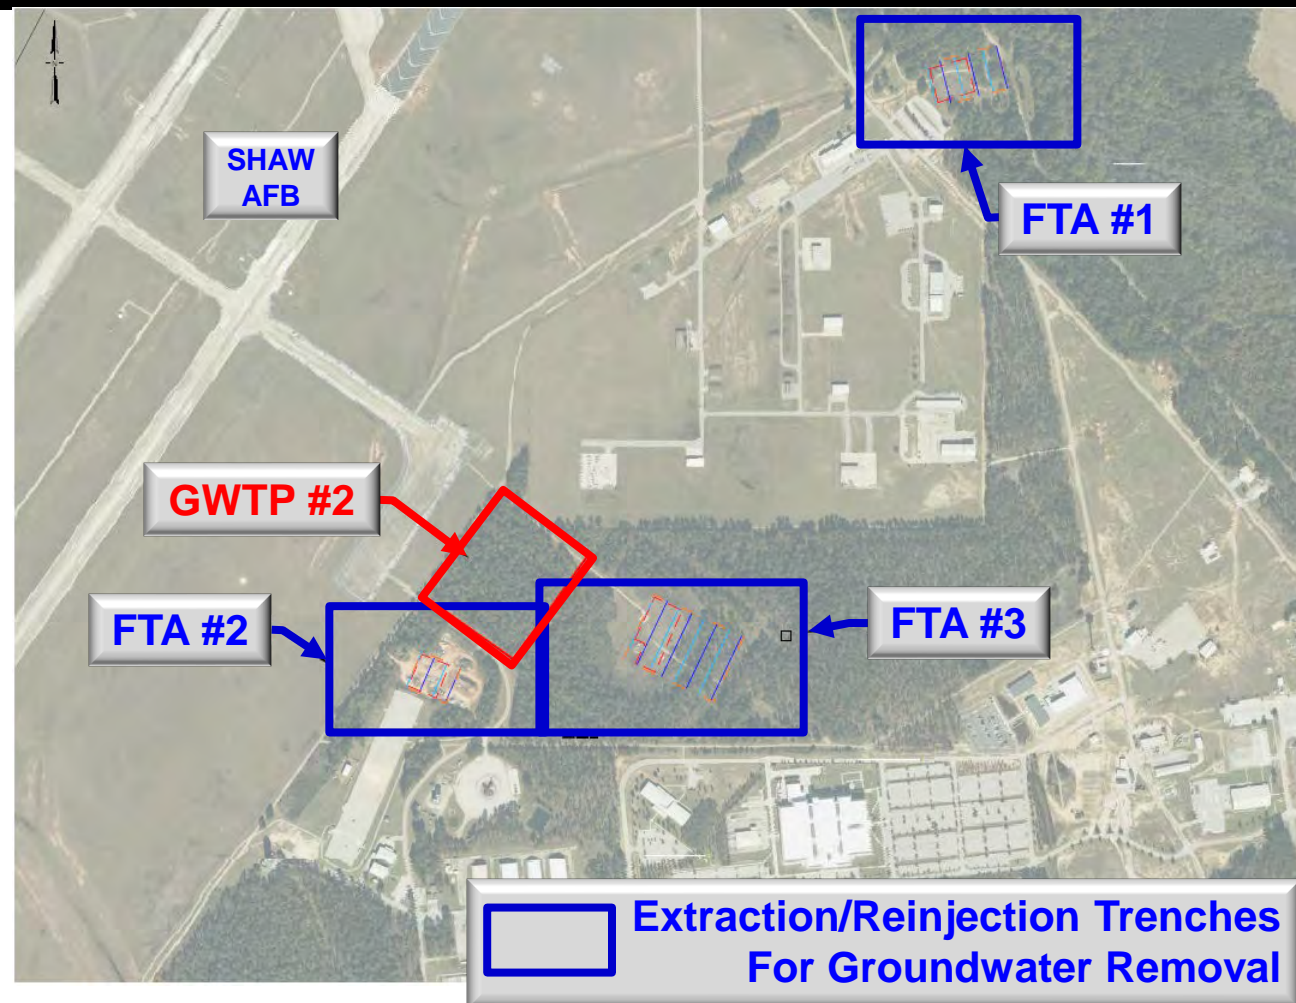 SHAW
AFB
FTA #1
GWTP #2
FTA #2
FTA #3
Extraction/Reinjection Trenches
For Groundwater Removal